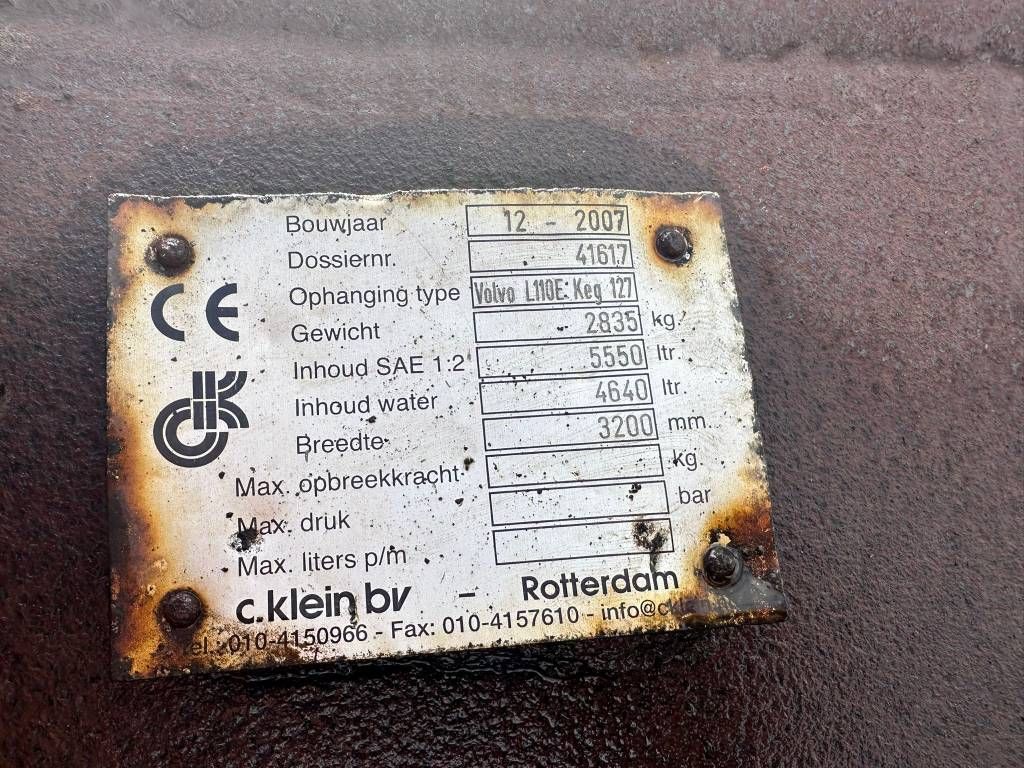 Bouwjaar 12 - 2007
Dossiernr. 41617
Ophanging type Volvo L110E: Keg 127
CE
Gewicht 2835 kg.
Inhoud SAE 1:2 5550 ltr.
Inhoud water 4640 ltr.
Breedte 3200 mm.
Max. opbreekkracht kg.
Max. druk bar
Max. liters p/m
c.klein bv - Rotterdam
tel.: 010-4150966 - Fax: 010-4157610 - info@